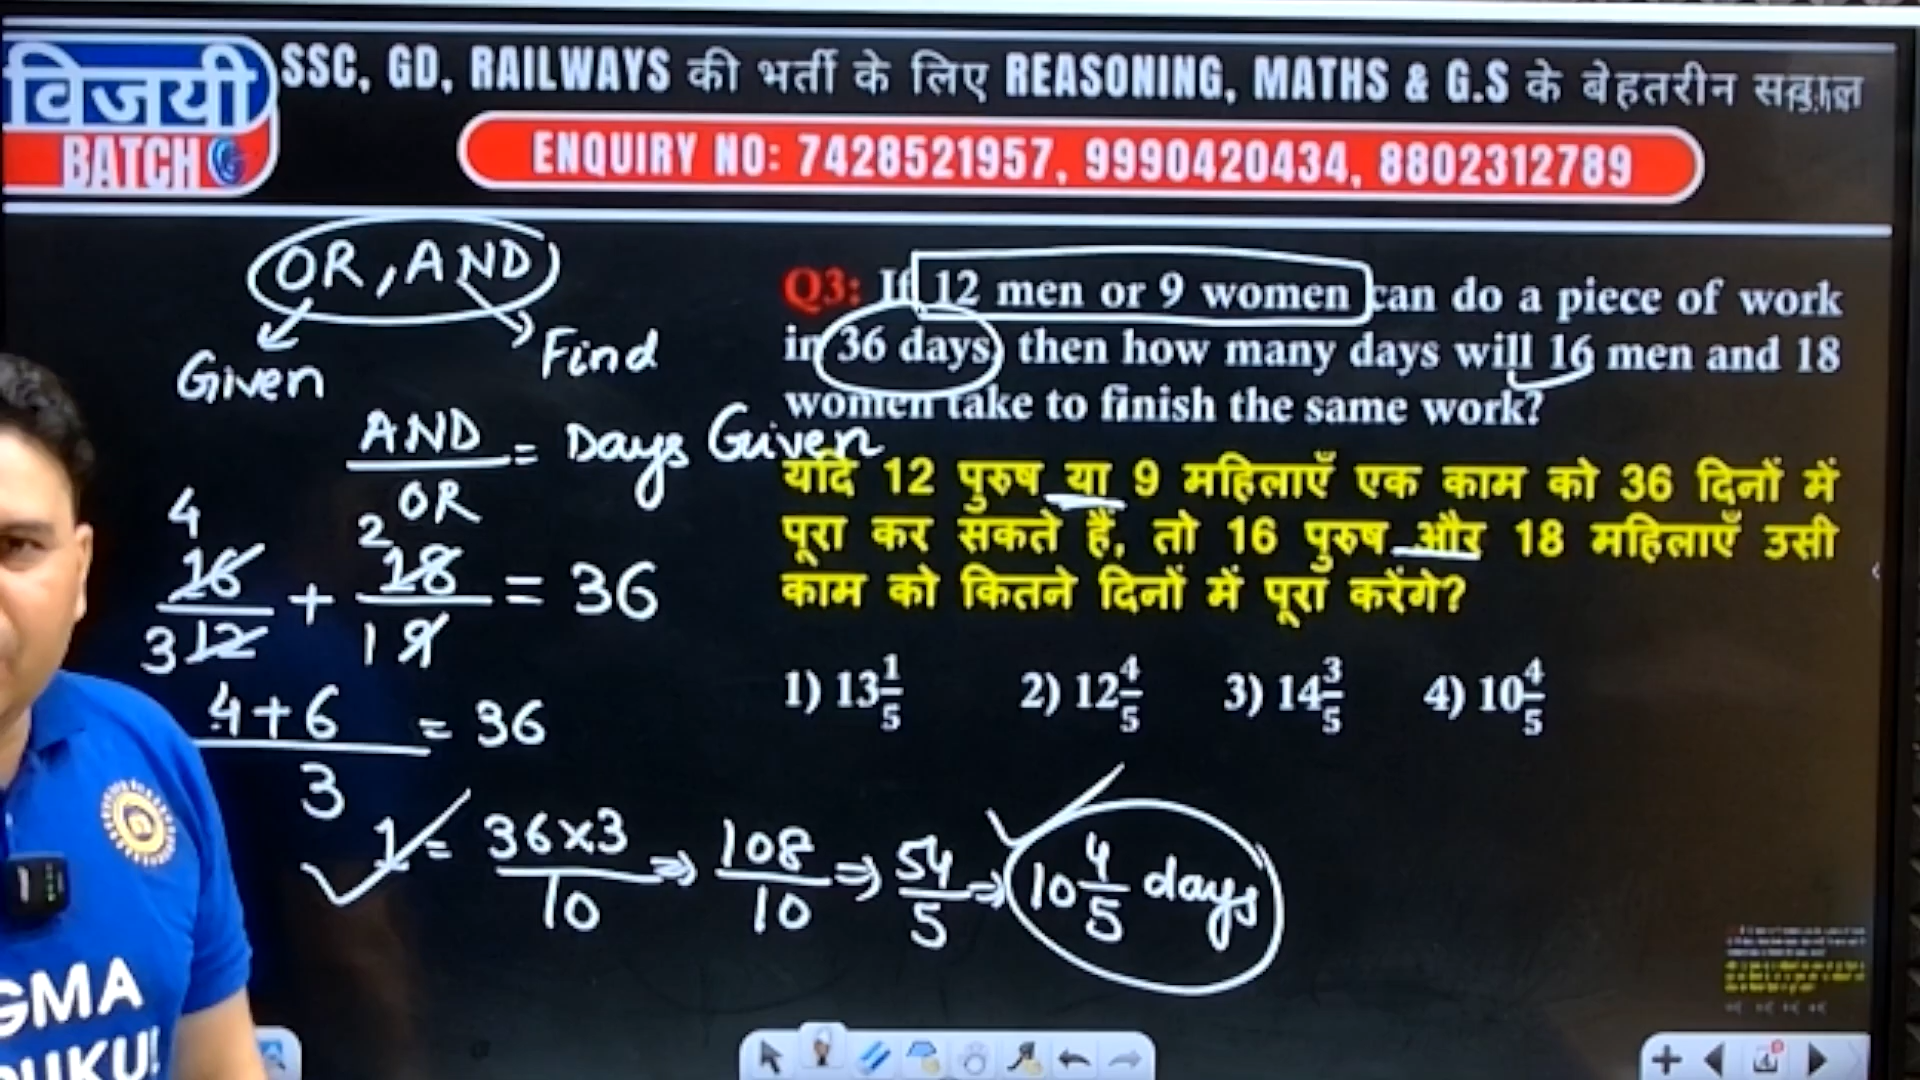 विजयी
BATCH
SSC, GD, RAILWAYS की भर्ती के लिए REASONING, MATHS & G.S के बेहतरीन सवाल
ENQUIRY NO: 7428521957, 9990420434, 8802312789
OR, AND
Given
Find
AND
OR
= Days Given
4
16
3 12
+
2
18
1 9
= 36
4+6
3
= 36
1 = 36×3
10
⇒ 108
10
⇒ 54
5
⇒ 10 4/5 days
Q3: If 12 men or 9 women can do a piece of work
in 36 days, then how many days will 16 men and 18
women take to finish the same work?
यदि 12 पुरुष या 9 महिलाएँ एक काम को 36 दिनों में
पूरा कर सकते हैं, तो 16 पुरुष और 18 महिलाएँ उसी
काम को कितने दिनों में पूरा करेंगे?
1) 13 1/5 2) 12 4/5 3) 14 3/5 4) 10 4/5
GMA